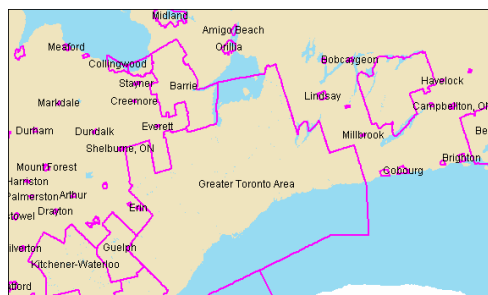 Midland
Amigo Beach
Orillia
Meaford
Collingwood
Bobcaygeon
Stayner
Barrie
Havelock
Lindsay
Markdale
Creemore
Campbellton, ON
Everett
Durham
Dundalk
Millbrook
Shelburne, ON
Brighton
Mount Forest
Cobourg
Harriston
Greater Toronto Area
Palmerston
Arthur
Drayton
Erin
Guelph
Kitchener-Waterloo